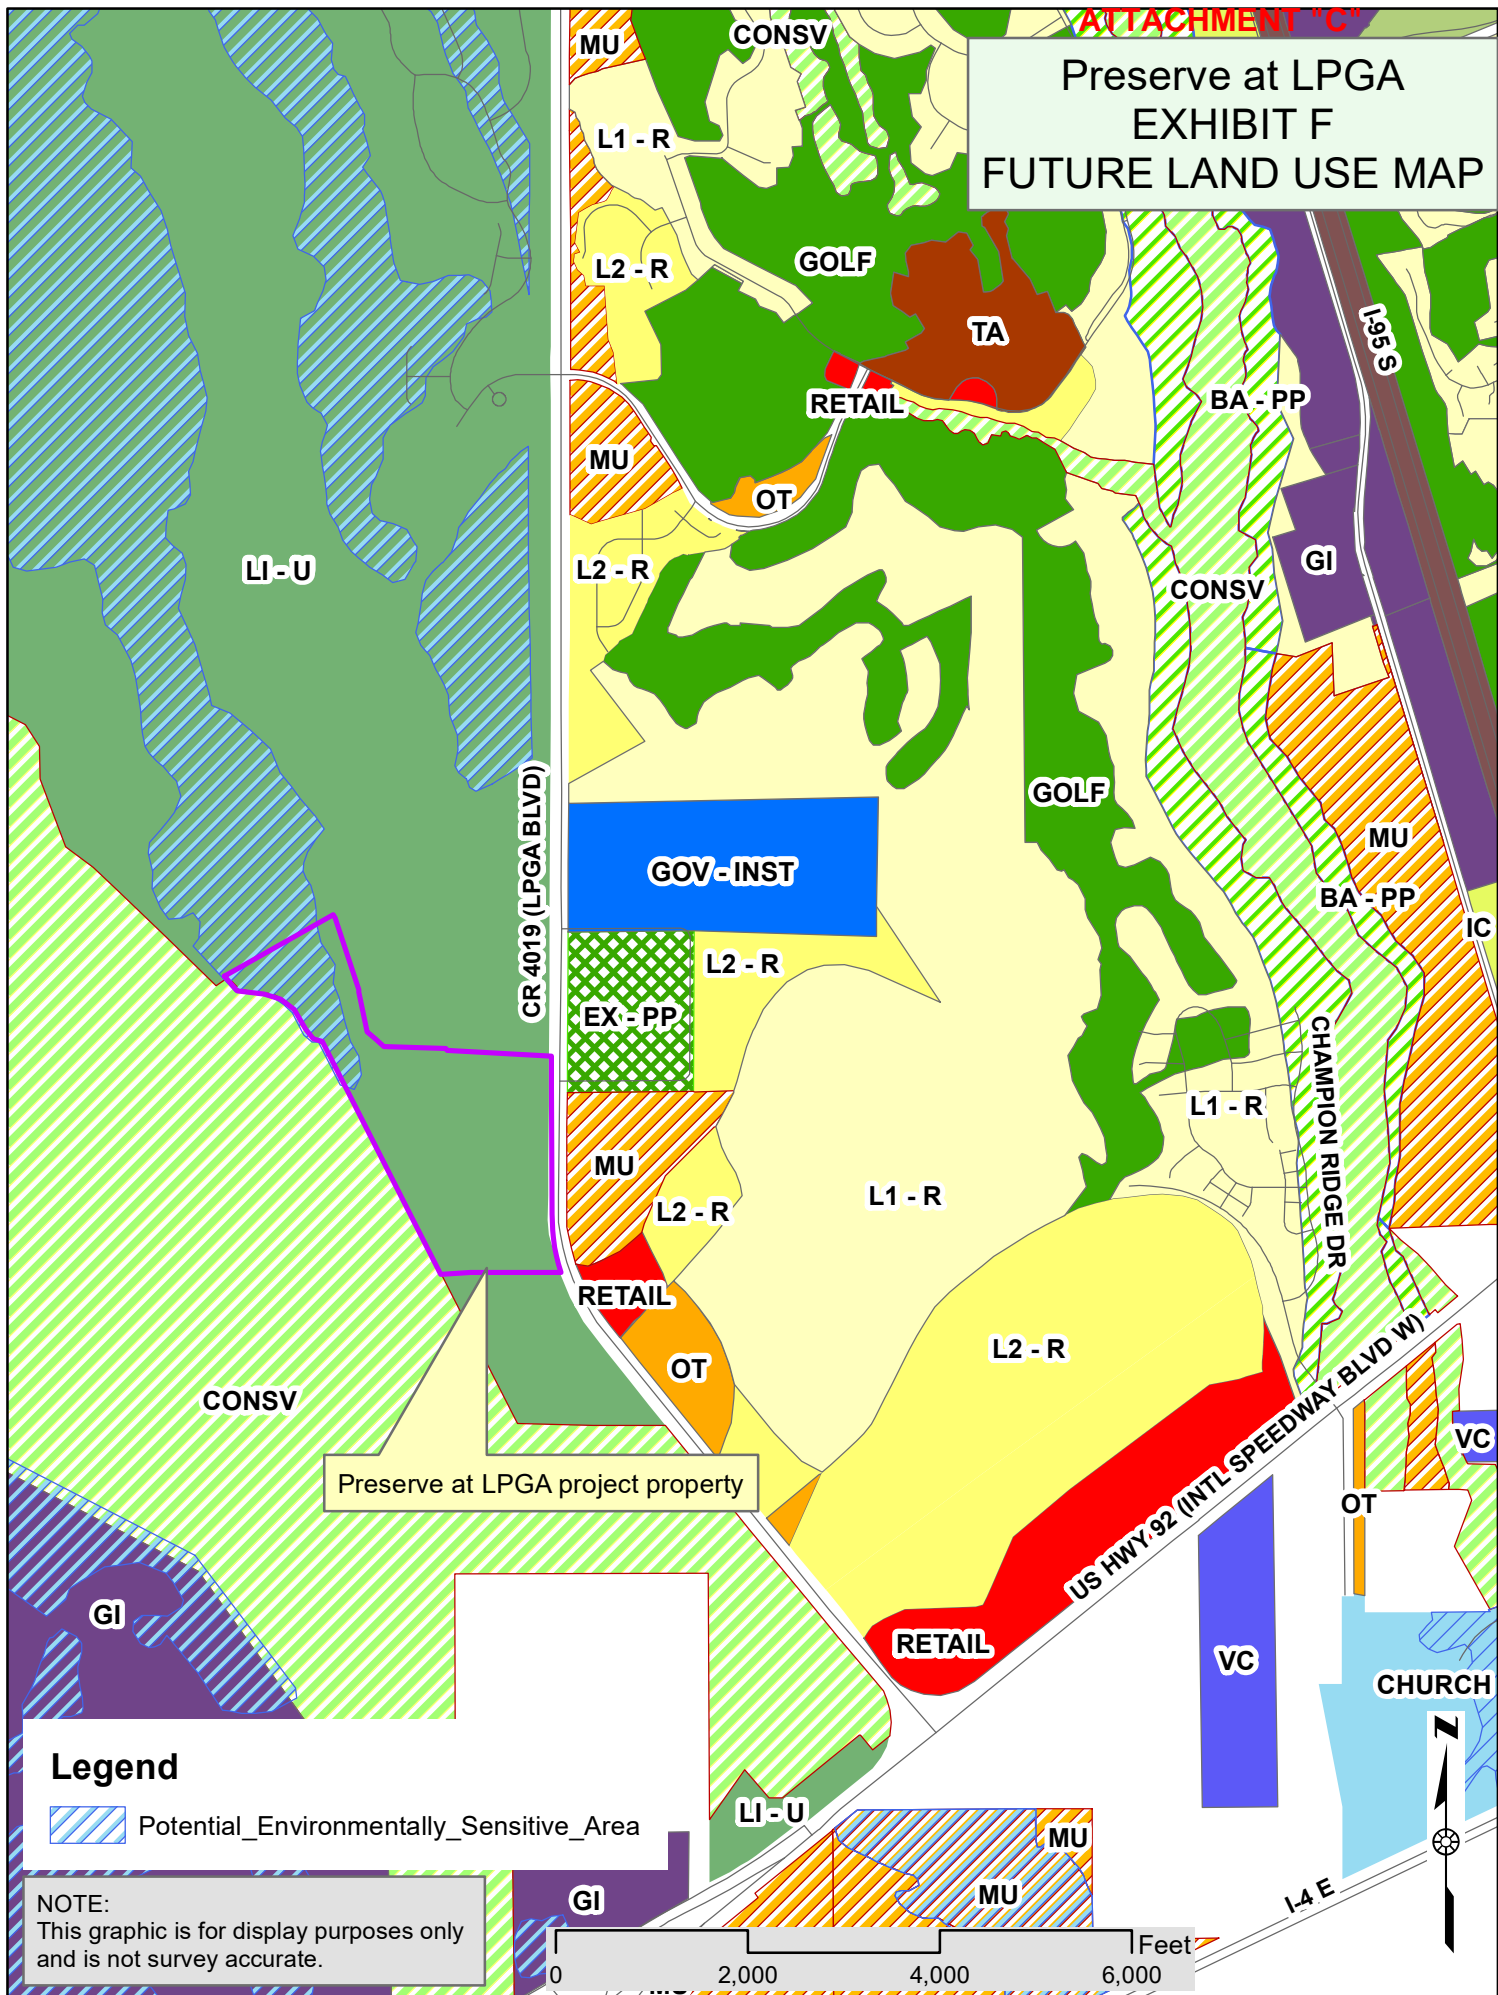 ATTACHMENT "C"
Preserve at LPGA
EXHIBIT F
FUTURE LAND USE MAP
MU
CONSV
L1 - R
L2 - R
GOLF
TA
I-95 S
RETAIL
BA - PP
MU
OT
LI - U
L2 - R
GI
CONSV
CR 4019 (LPGA BLVD)
GOLF
MU
GOV - INST
BA - PP
IC
L2 - R
EX - PP
CHAMPION RIDGE DR
L1 - R
MU
L2 - R
L1 - R
RETAIL
L2 - R
OT
CONSV
US HWY 92 (INTL SPEEDWAY BLVD W)
VC
Preserve at LPGA project property
OT
GI
RETAIL
VC
CHURCH
Legend
Potential_Environmentally_Sensitive_Area
LI - U
MU
MU
GI
I-4 E
N
NOTE:
This graphic is for display purposes only
and is not survey accurate.
Feet
0 2,000 4,000 6,000